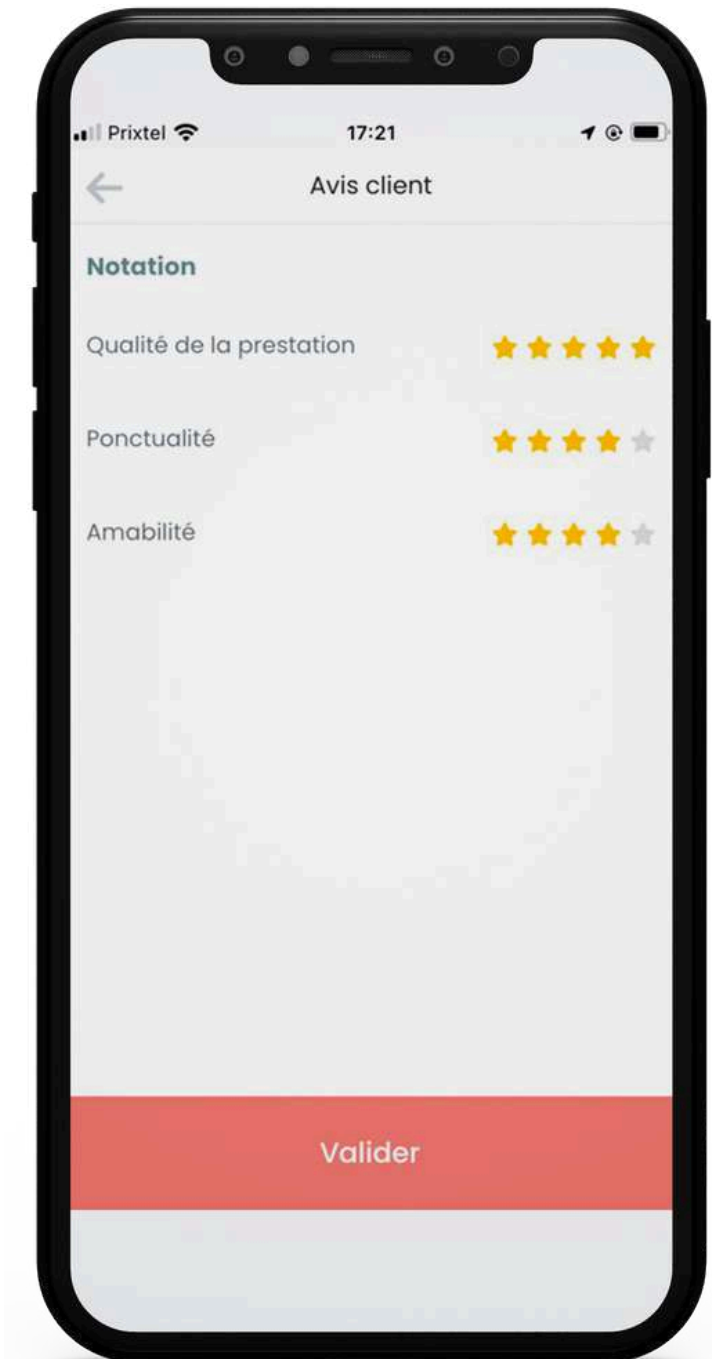 Prixtel 17:21
Avis client
Notation
Qualité de la prestation
Ponctualité
Amabilité
Valider